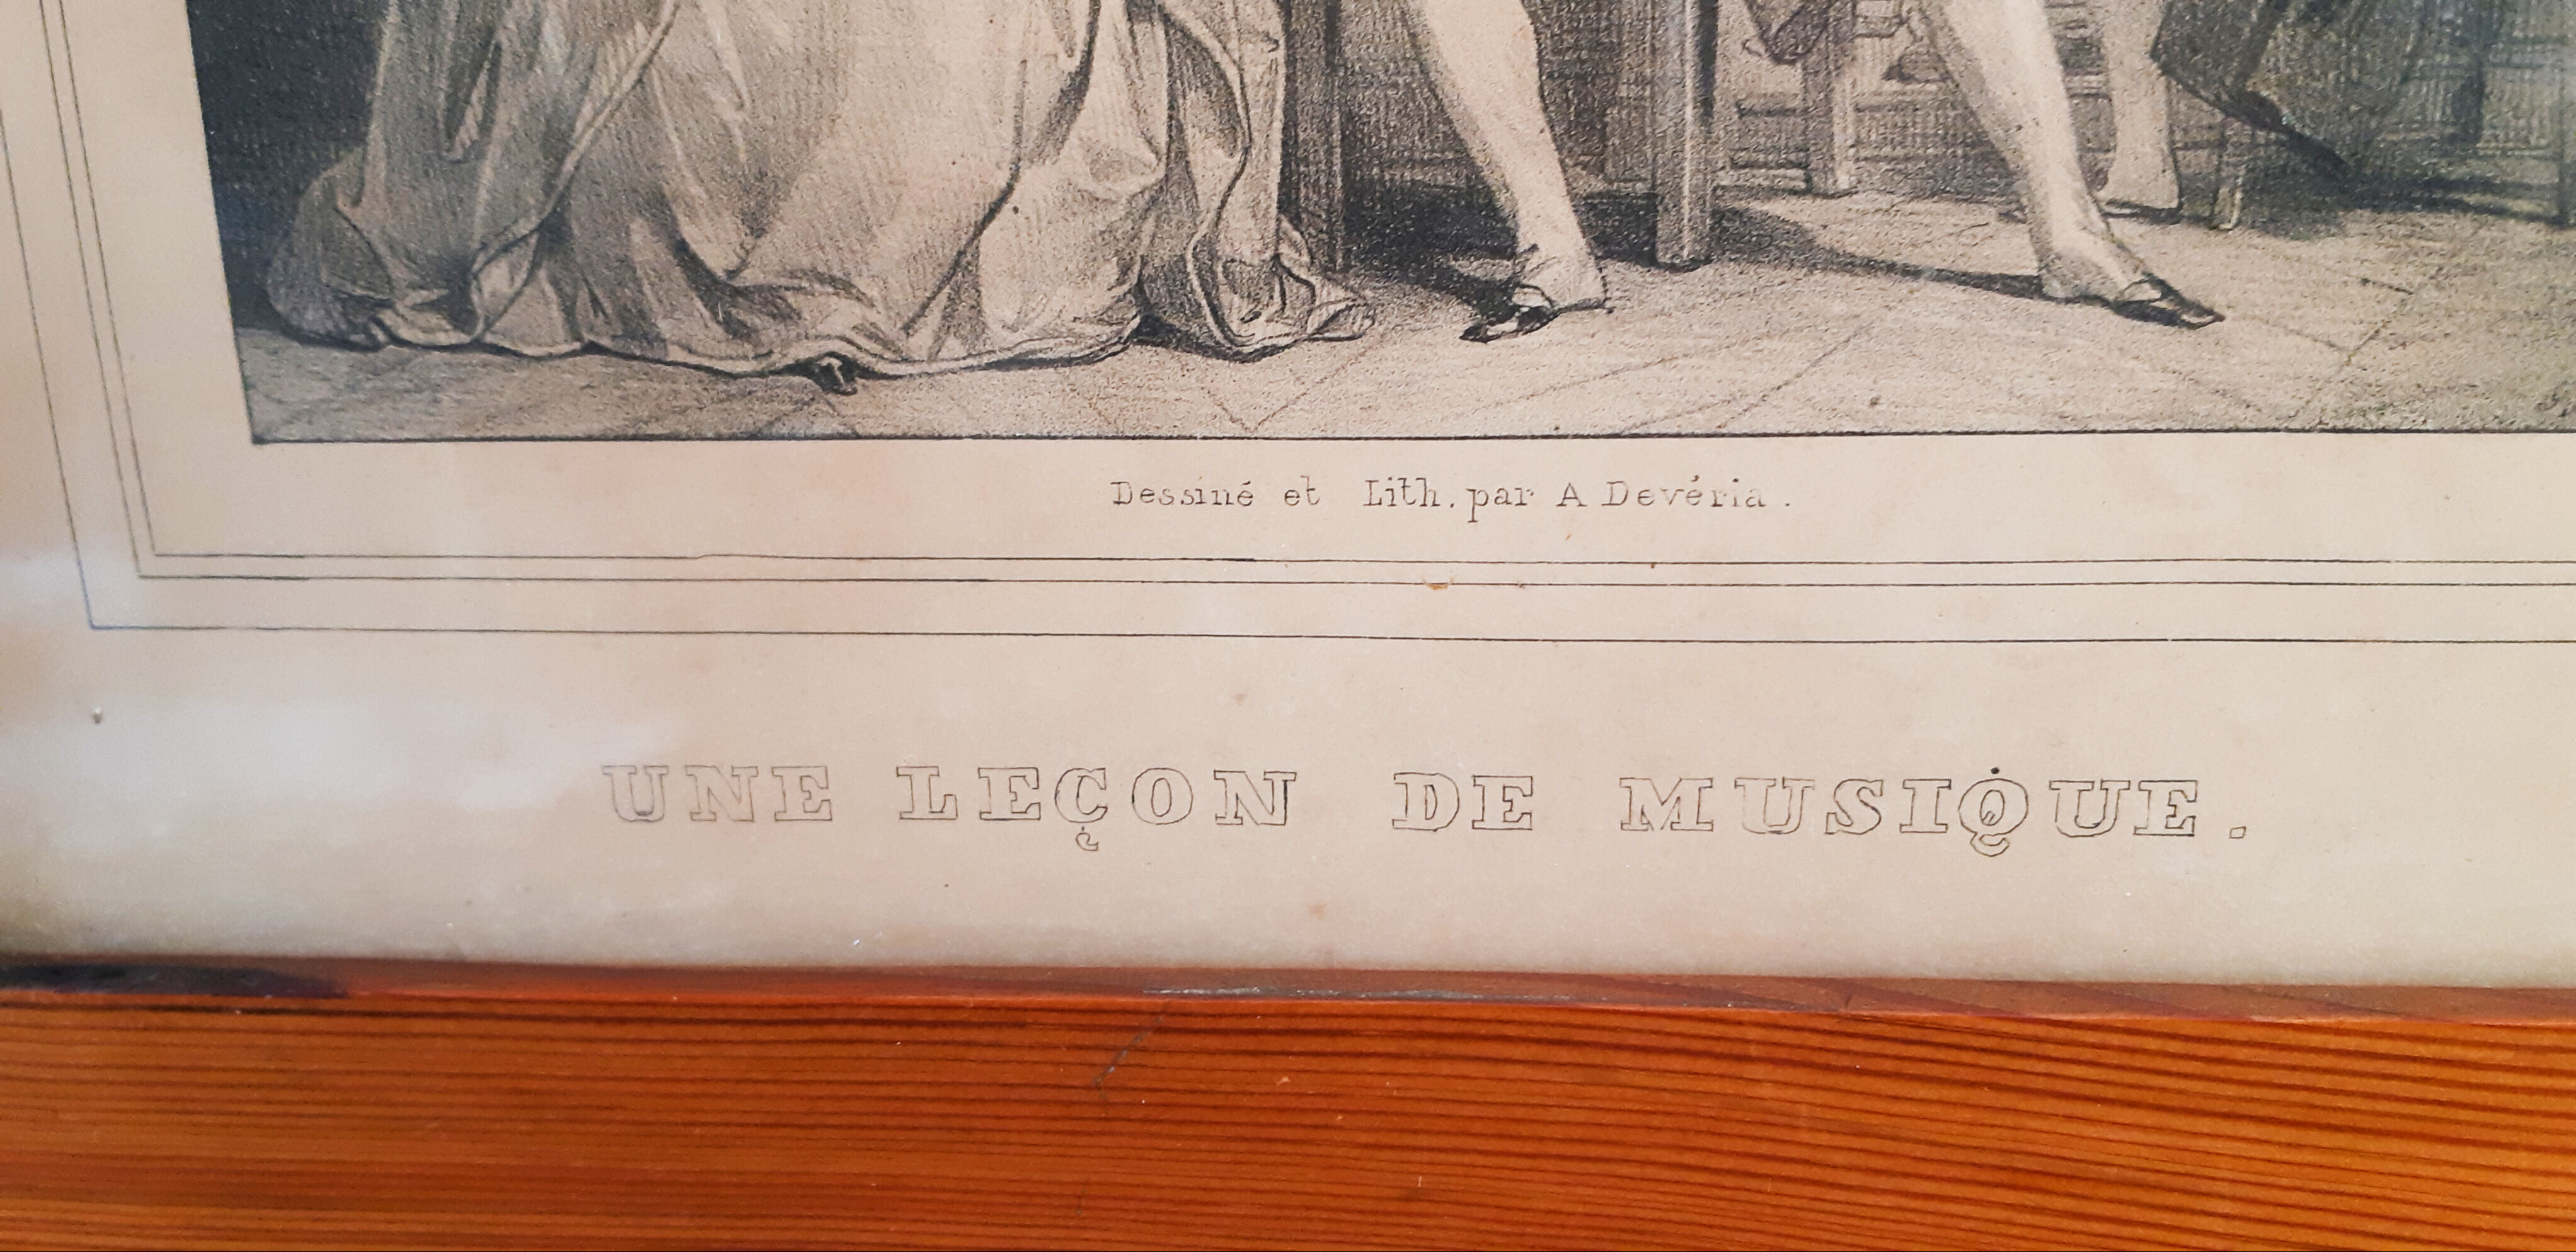 Dessiné et Lith. par A Devéria.
UNE LEÇON DE MUSIQUE.